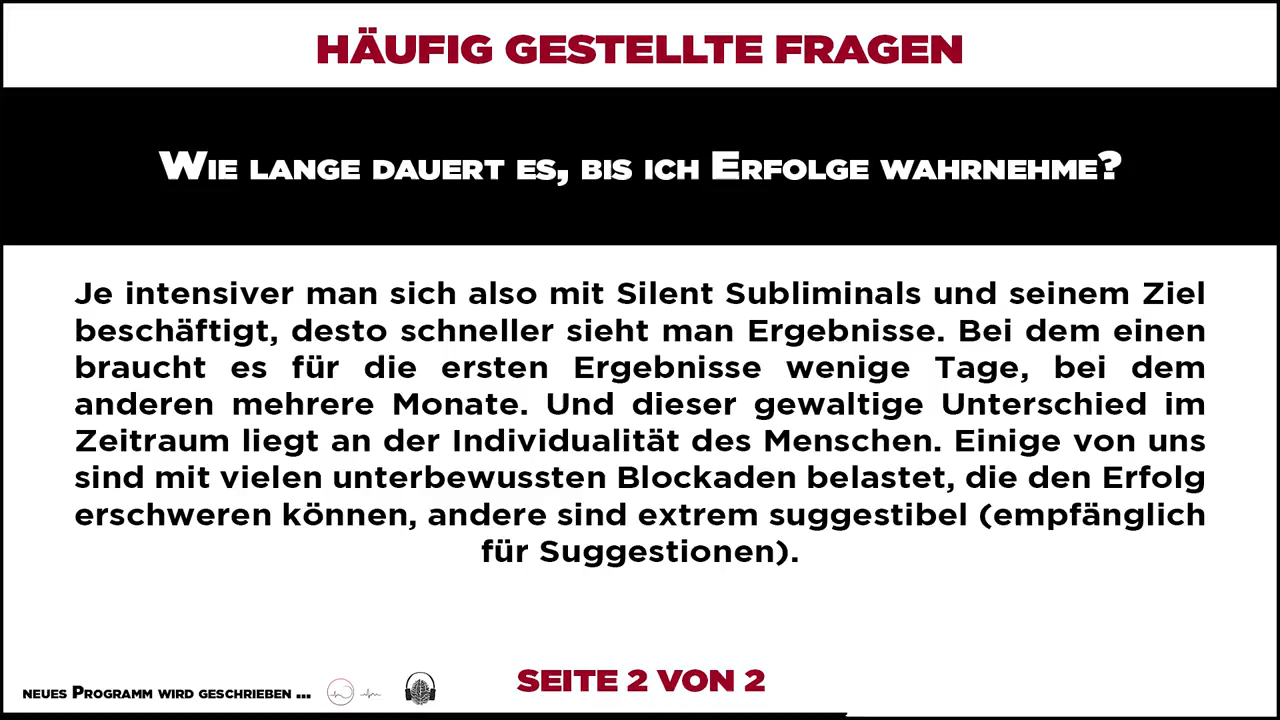 HÄUFIG GESTELLTE FRAGEN
WIE LANGE DAUERT ES, BIS ICH ERFOLGE WAHRNEHME?
Je intensiver man sich also mit Silent Subliminals und seinem Ziel
beschäftigt, desto schneller sieht man Ergebnisse. Bei dem einen
braucht es für die ersten Ergebnisse wenige Tage, bei dem
anderen mehrere Monate. Und dieser gewaltige Unterschied im
Zeitraum liegt an der Individualität des Menschen. Einige von uns
sind mit vielen unterbewussten Blockaden belastet, die den Erfolg
erschweren können, andere sind extrem suggestibel (empfänglich
für Suggestionen).
SEITE 2 VON 2
NEUES PROGRAMM WIRD GESCHRIEBEN ...